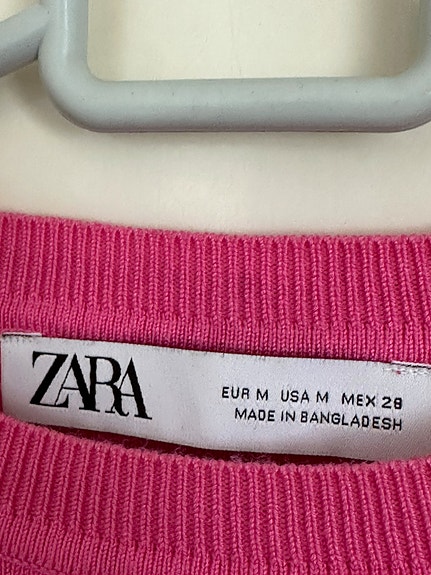 ZARA
EUR M USA M MEX 28
MADE IN BANGLADESH